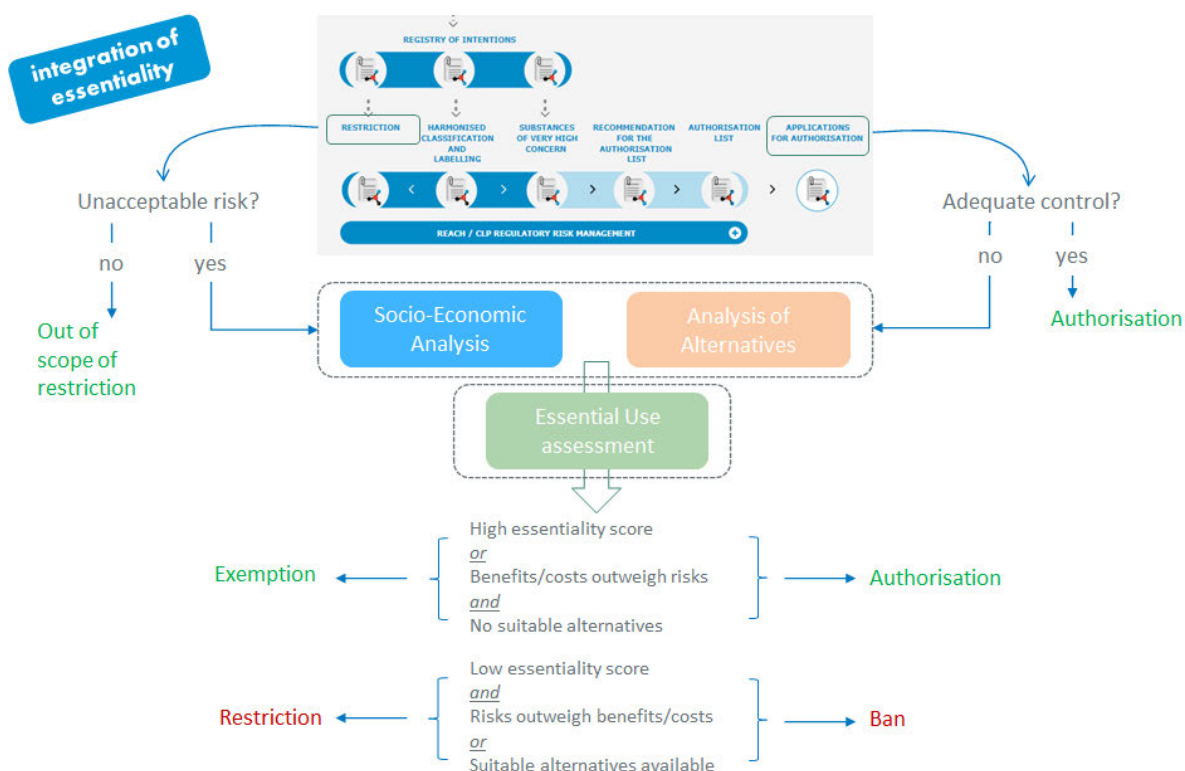 integration of
essentiality
REGISTRY OF INTENTIONS
RESTRICTION
HARMONISED
CLASSIFICATION
AND
LABELLING
SUBSTANCES
OF VERY HIGH
CONCERN
RECOMMENDATION
FOR THE
AUTHORISATION
LIST
AUTHORISATION
LIST
APPLICATIONS
FOR AUTHORISATION
REACH / CLP REGULATORY RISK MANAGEMENT
Unacceptable risk?
no
yes
Out of
scope of
restriction
Adequate control?
no
yes
Authorisation
Socio-Economic
Analysis
Analysis of
Alternatives
Essential Use
assessment
High essentiality score
or
Benefits/costs outweigh risks
and
No suitable alternatives
Exemption
Authorisation
Low essentiality score
and
Risks outweigh benefits/costs
or
Suitable alternatives available
Restriction
Ban